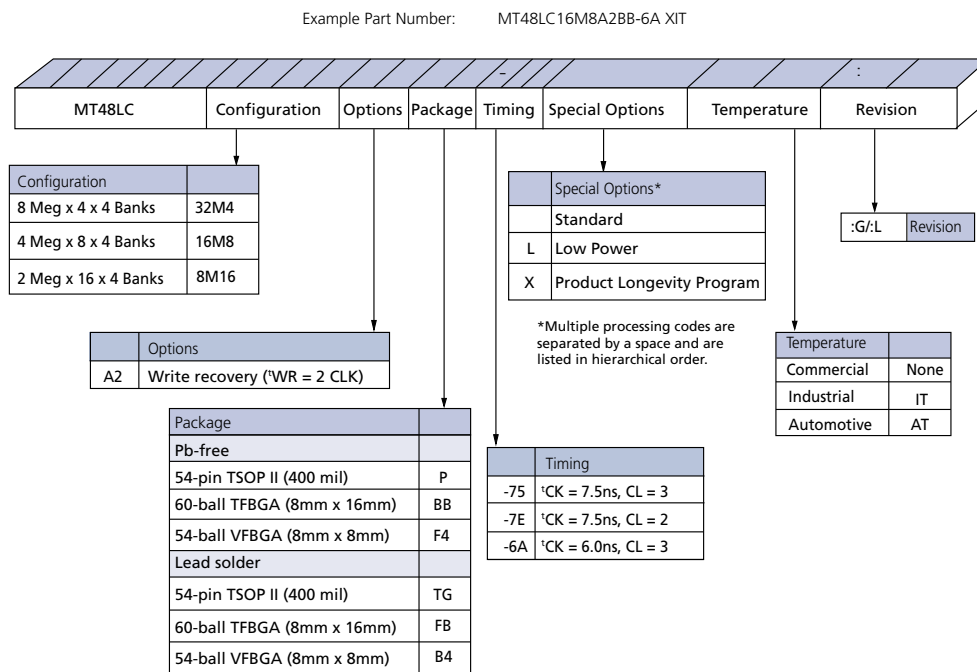 Example Part Number: MT48LC16M8A2BB-6A XIT
- :
MT48LC Configuration Options Package Timing Special Options Temperature Revision
Configuration
8 Meg x 4 x 4 Banks 32M4
4 Meg x 8 x 4 Banks 16M8
2 Meg x 16 x 4 Banks 8M16
Special Options*
Standard
L Low Power
X Product Longevity Program
*Multiple processing codes are
separated by a space and are
listed in hierarchical order.
:G/:L Revision
Options
A2 Write recovery (ᵗWR = 2 CLK)
Temperature
Commercial None
Industrial IT
Automotive AT
Package
Pb-free
54-pin TSOP II (400 mil) P
60-ball TFBGA (8mm x 16mm) BB
54-ball VFBGA (8mm x 8mm) F4
Lead solder
54-pin TSOP II (400 mil) TG
60-ball TFBGA (8mm x 16mm) FB
54-ball VFBGA (8mm x 8mm) B4
Timing
-75 ᵗCK = 7.5ns, CL = 3
-7E ᵗCK = 7.5ns, CL = 2
-6A ᵗCK = 6.0ns, CL = 3